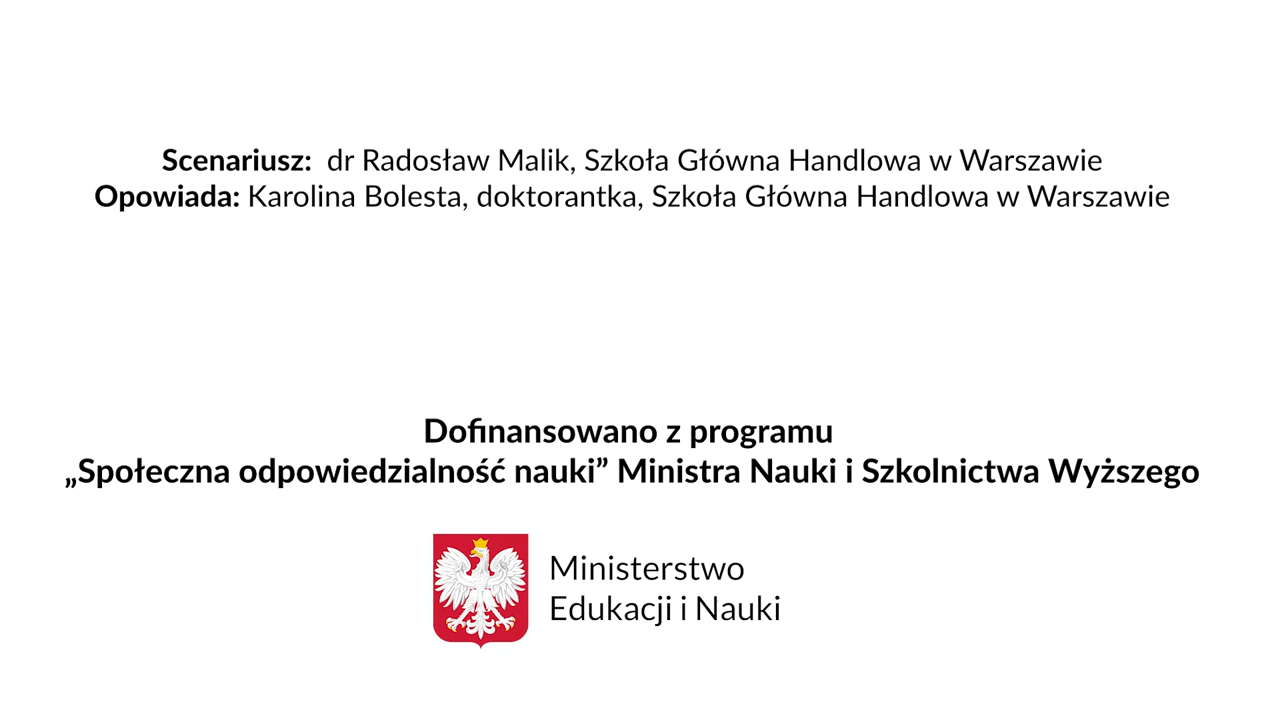 Scenariusz: dr Radosław Malik, Szkoła Główna Handlowa w Warszawie
Opowiada: Karolina Bolesta, doktorantka, Szkoła Główna Handlowa w Warszawie
Dofinansowano z programu
„Społeczna odpowiedzialność nauki” Ministra Nauki i Szkolnictwa Wyższego
Ministerstwo
Edukacji i Nauki